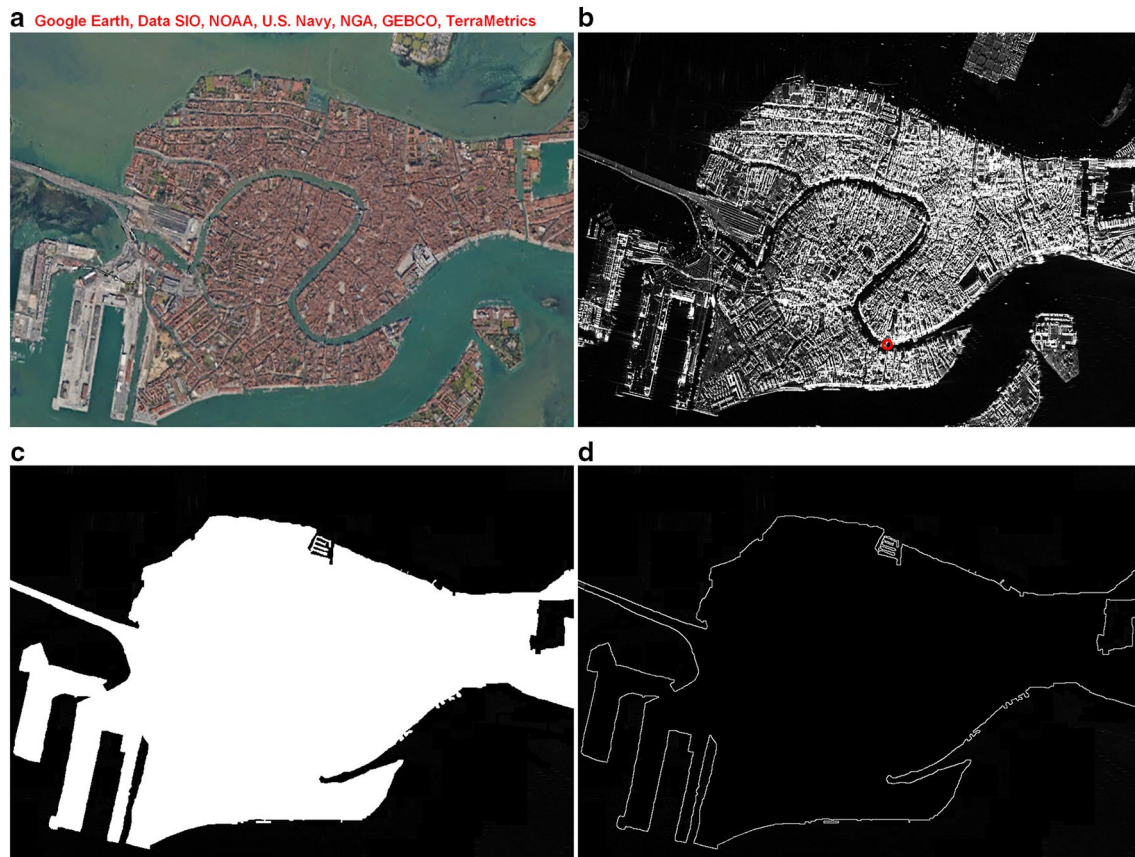 a Google Earth, Data SIO, NOAA, U.S. Navy, NGA, GEBCO, TerraMetrics
b
c
d